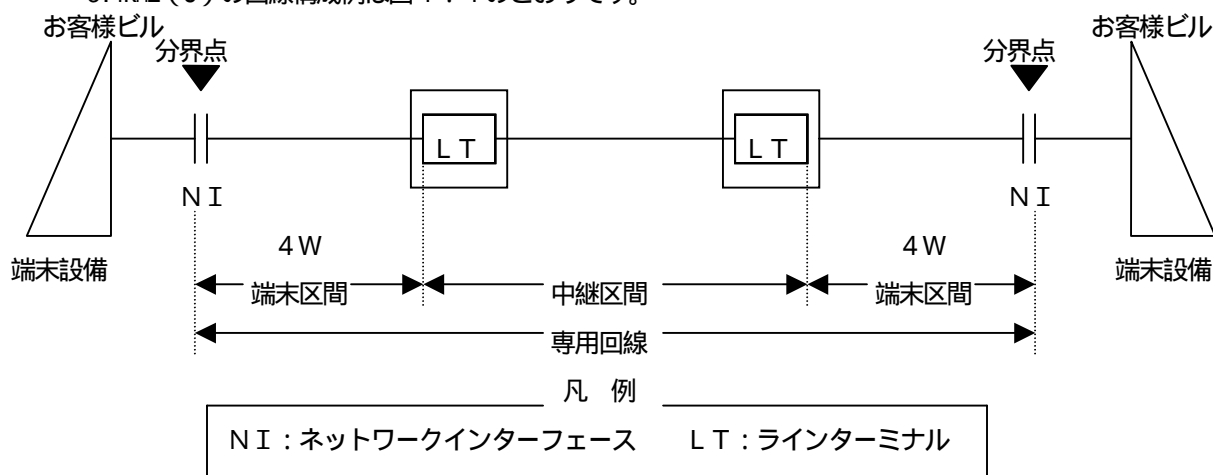 お客様ビル
お客様ビル
分界点
分界点
ＬＴ
ＬＴ
ＮＩ
ＮＩ
４Ｗ
４Ｗ
端末設備
端末設備
端末区間
中継区間
端末区間
専用回線
凡 例
ＮＩ：ネットワークインターフェース ＬＴ：ラインターミナル